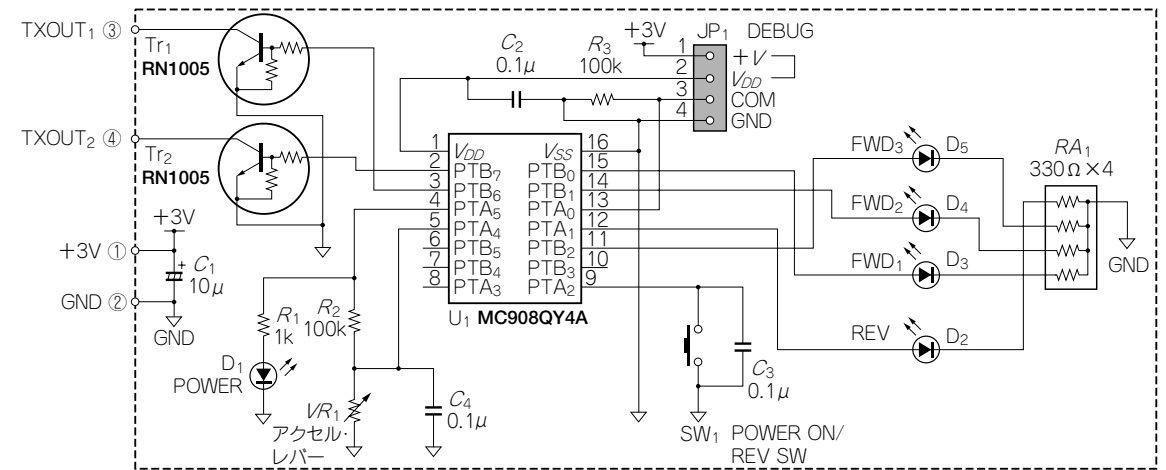 TXOUT₁ ③
Tr₁
RN1005
TXOUT₂ ④
Tr₂
RN1005
+3V
+3V ①
+ C₁
10μ
GND ②
GND
R₁
1k
D₁
POWER
R₂
100k
VR₁
アクセル・
レバー
C₄
0.1μ
C₂
0.1μ
R₃
100k
+3V
JP₁ DEBUG
1 +V
2 VDD
3 COM
4 GND
1 VDD VSS 16
2 PTB₇ PTB₀ 15
3 PTB₆ PTB₁ 14
4 PTA₅ PTA₀ 13
5 PTA₄ PTA₁ 12
6 PTB₅ PTB₂ 11
7 PTB₄ PTB₃ 10
8 PTA₃ PTA₂ 9
U₁ MC908QY4A
C₃
0.1μ
SW₁ POWER ON/
REV SW
FWD₃ D₅
FWD₂ D₄
FWD₁ D₃
REV D₂
RA₁
330Ω×4
GND